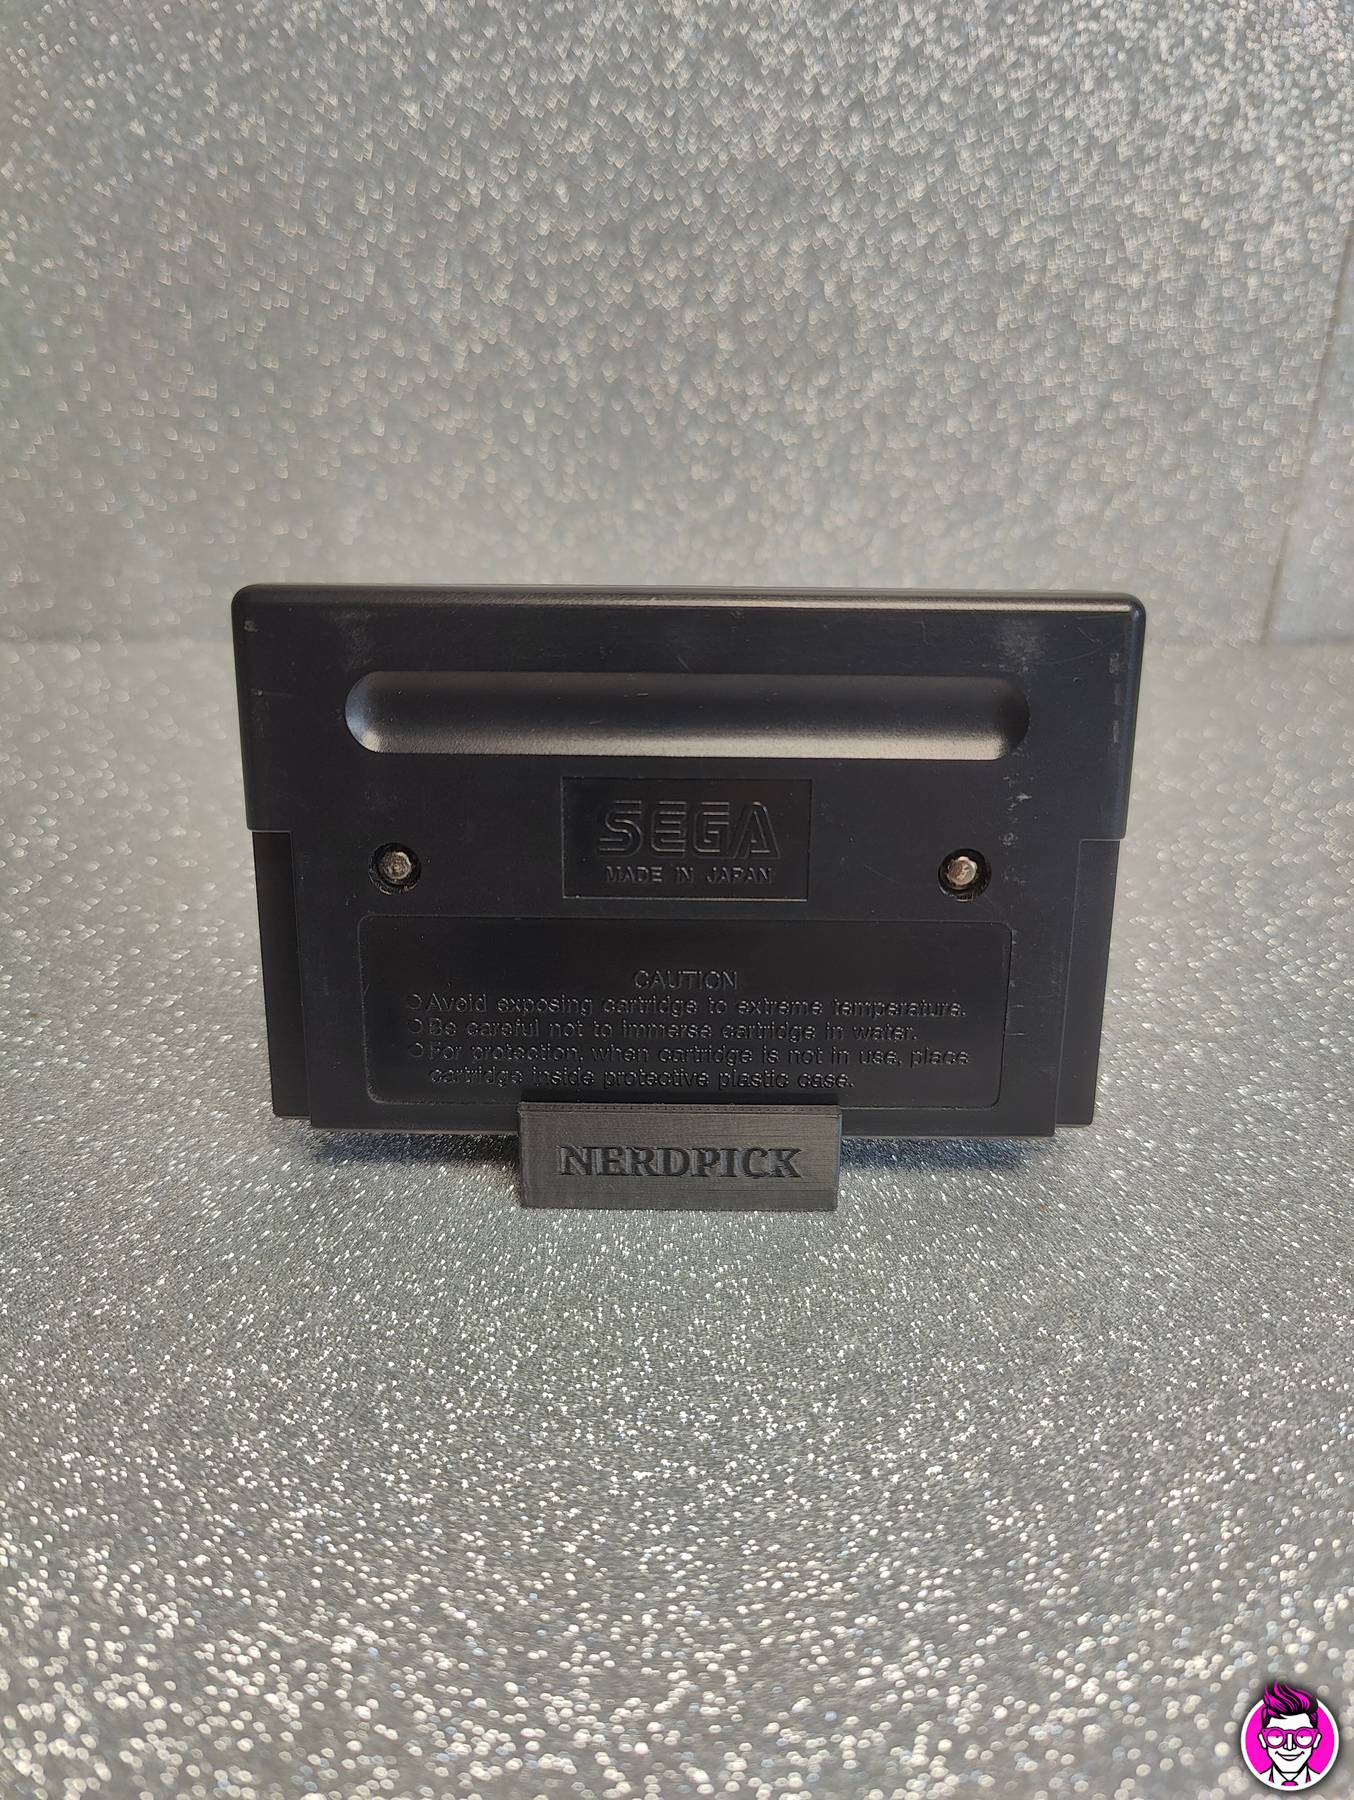 SEGA
MADE IN JAPAN
CAUTION
Avoid exposing cartridge to extreme temperature.
Be careful not to immerse cartridge in water.
For protection, when cartridge is not in use, place
cartridge inside protective plastic case.
NERDPICK